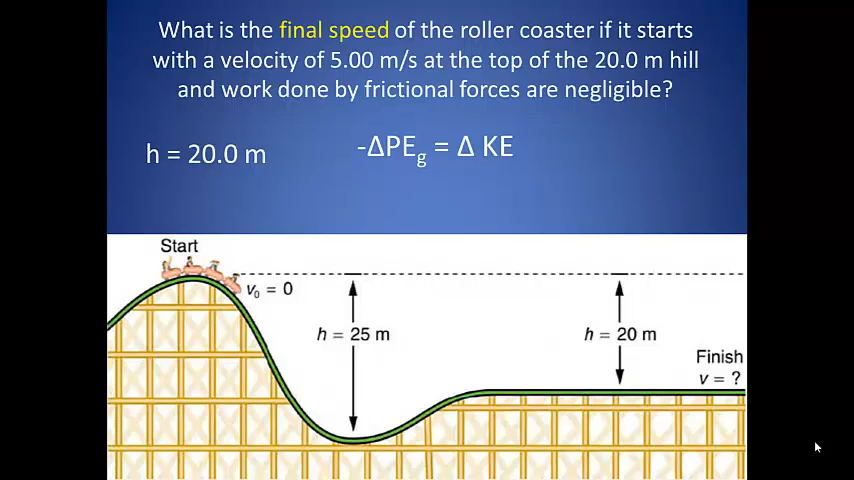 What is the final speed of the roller coaster if it starts
with a velocity of 5.00 m/s at the top of the 20.0 m hill
and work done by frictional forces are negligible?
h = 20.0 m
-ΔPEg = Δ KE
Start
v₀ = 0
h = 25 m
h = 20 m
Finish
v = ?